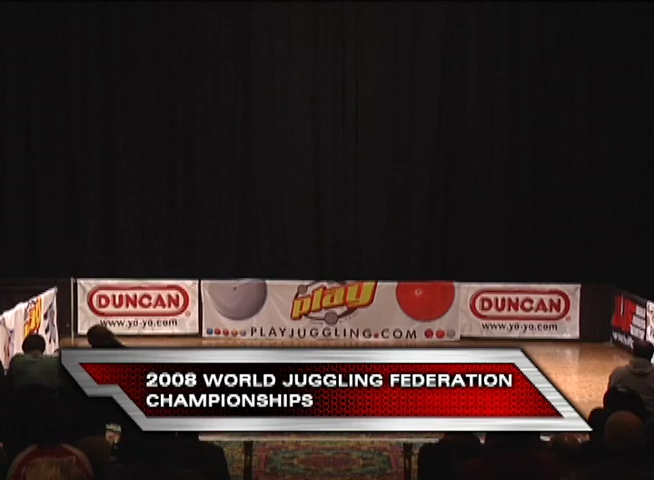 DUNCAN
www.yo-yo.com
play
PLAYJUGGLING.COM
DUNCAN
www.yo-yo.com
2008 WORLD JUGGLING FEDERATION
CHAMPIONSHIPS